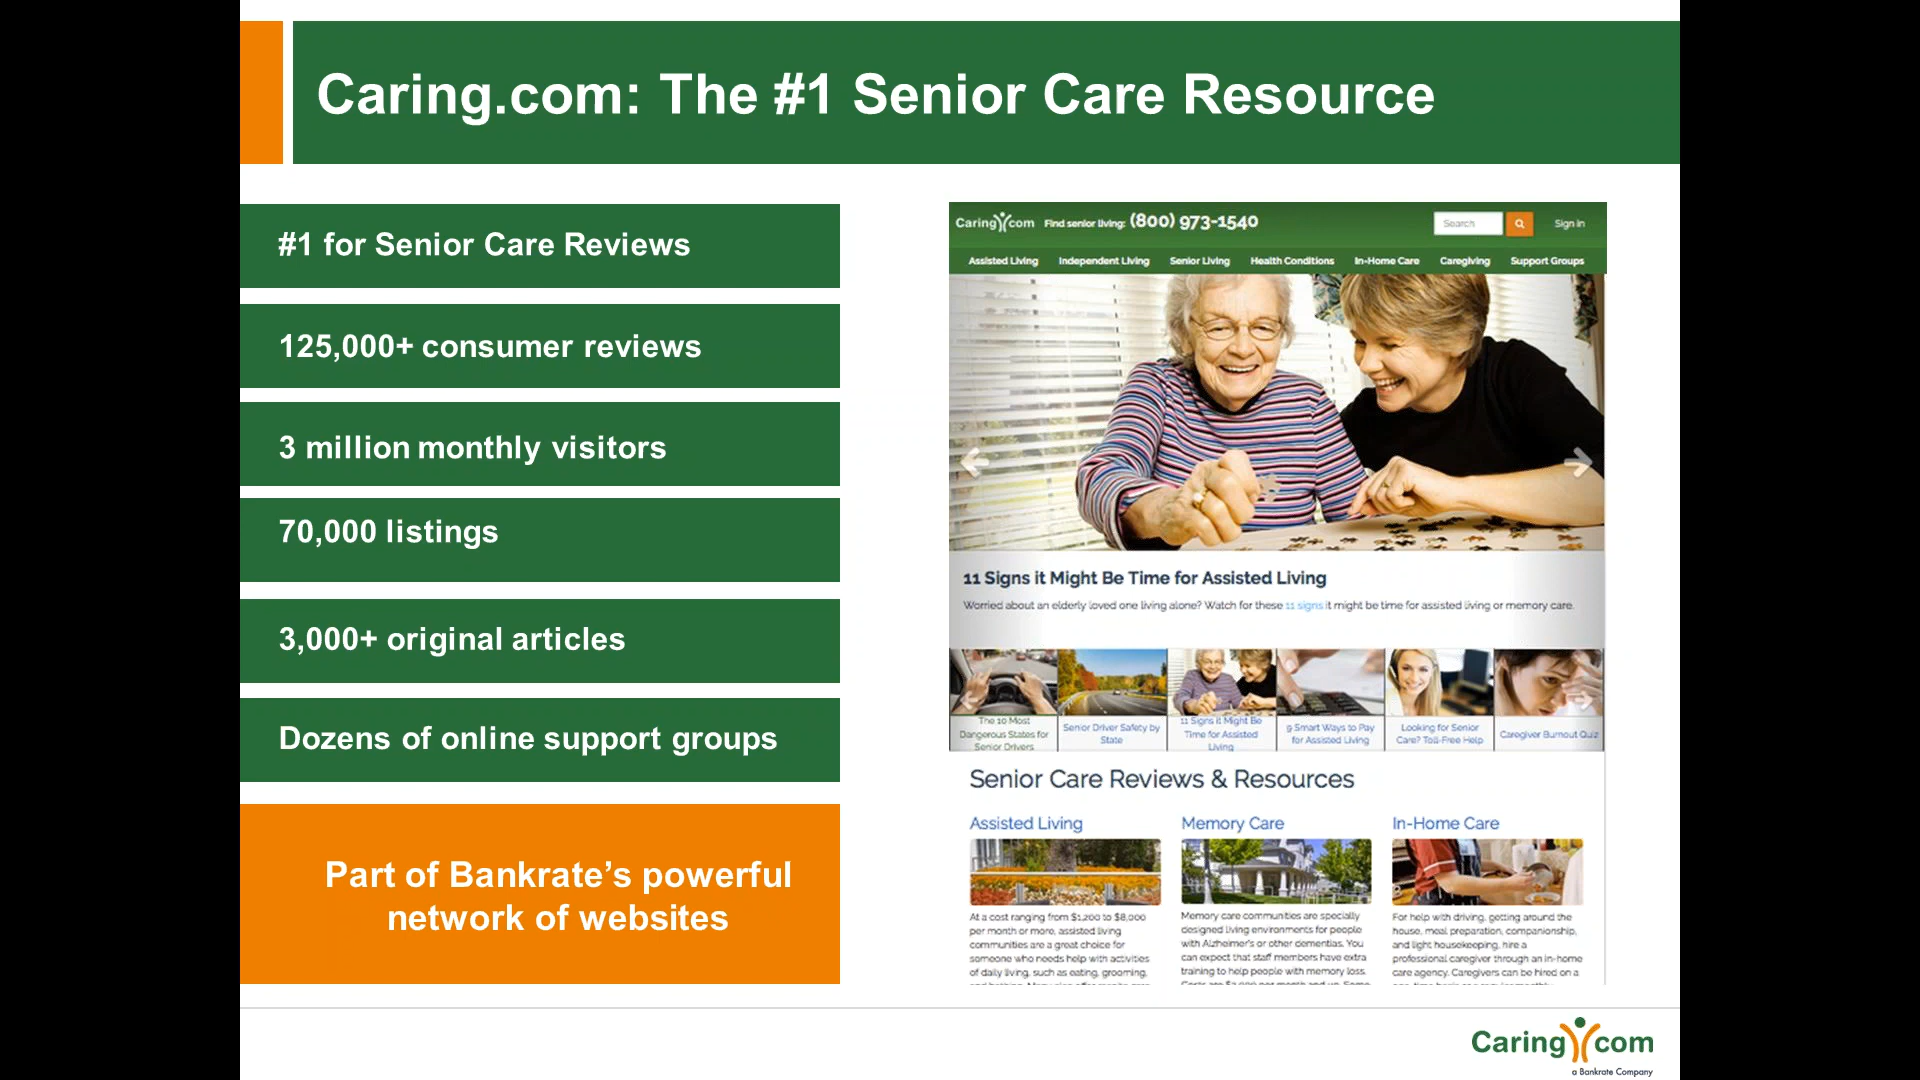 Caring.com: The #1 Senior Care Resource
#1 for Senior Care Reviews
125,000+ consumer reviews
3 million monthly visitors
70,000 listings
3,000+ original articles
Dozens of online support groups
Part of Bankrate’s powerful
network of websites
Caring com Find senior living: (800) 973-1540 Search Sign in
Assisted Living Independent Living Senior Living Health Conditions In-Home Care Caregiving Support Groups
11 Signs it Might Be Time for Assisted Living
Worried about an elderly loved one living alone? Watch for these 11 signs it might be time for assisted living or memory care.
The 10 Most
Dangerous States for
Senior Drivers
Senior Driver Safety by
State
11 Signs it Might Be
Time for Assisted
Living
9 Smart Ways to Pay
for Assisted Living
Looking for Senior
Care? Toll-Free Help
Caregiver Burnout Quiz
Senior Care Reviews & Resources
Assisted Living
At a cost ranging from $1,200 to $8,000
per month or more, assisted living
communities are a great choice for
someone who needs help with activities
of daily living, such as eating, grooming,
Memory Care
Memory care communities are specially
designed living environments for people
with Alzheimer's or other dementias. You
can expect that staff members have extra
training to help people with memory loss.
In-Home Care
For help with driving, getting around the
house, meal preparation, companionship,
and light housekeeping, hire a
professional caregiver through an in-home
care agency. Caregivers can be hired on a
Caring com
a Bankrate Company